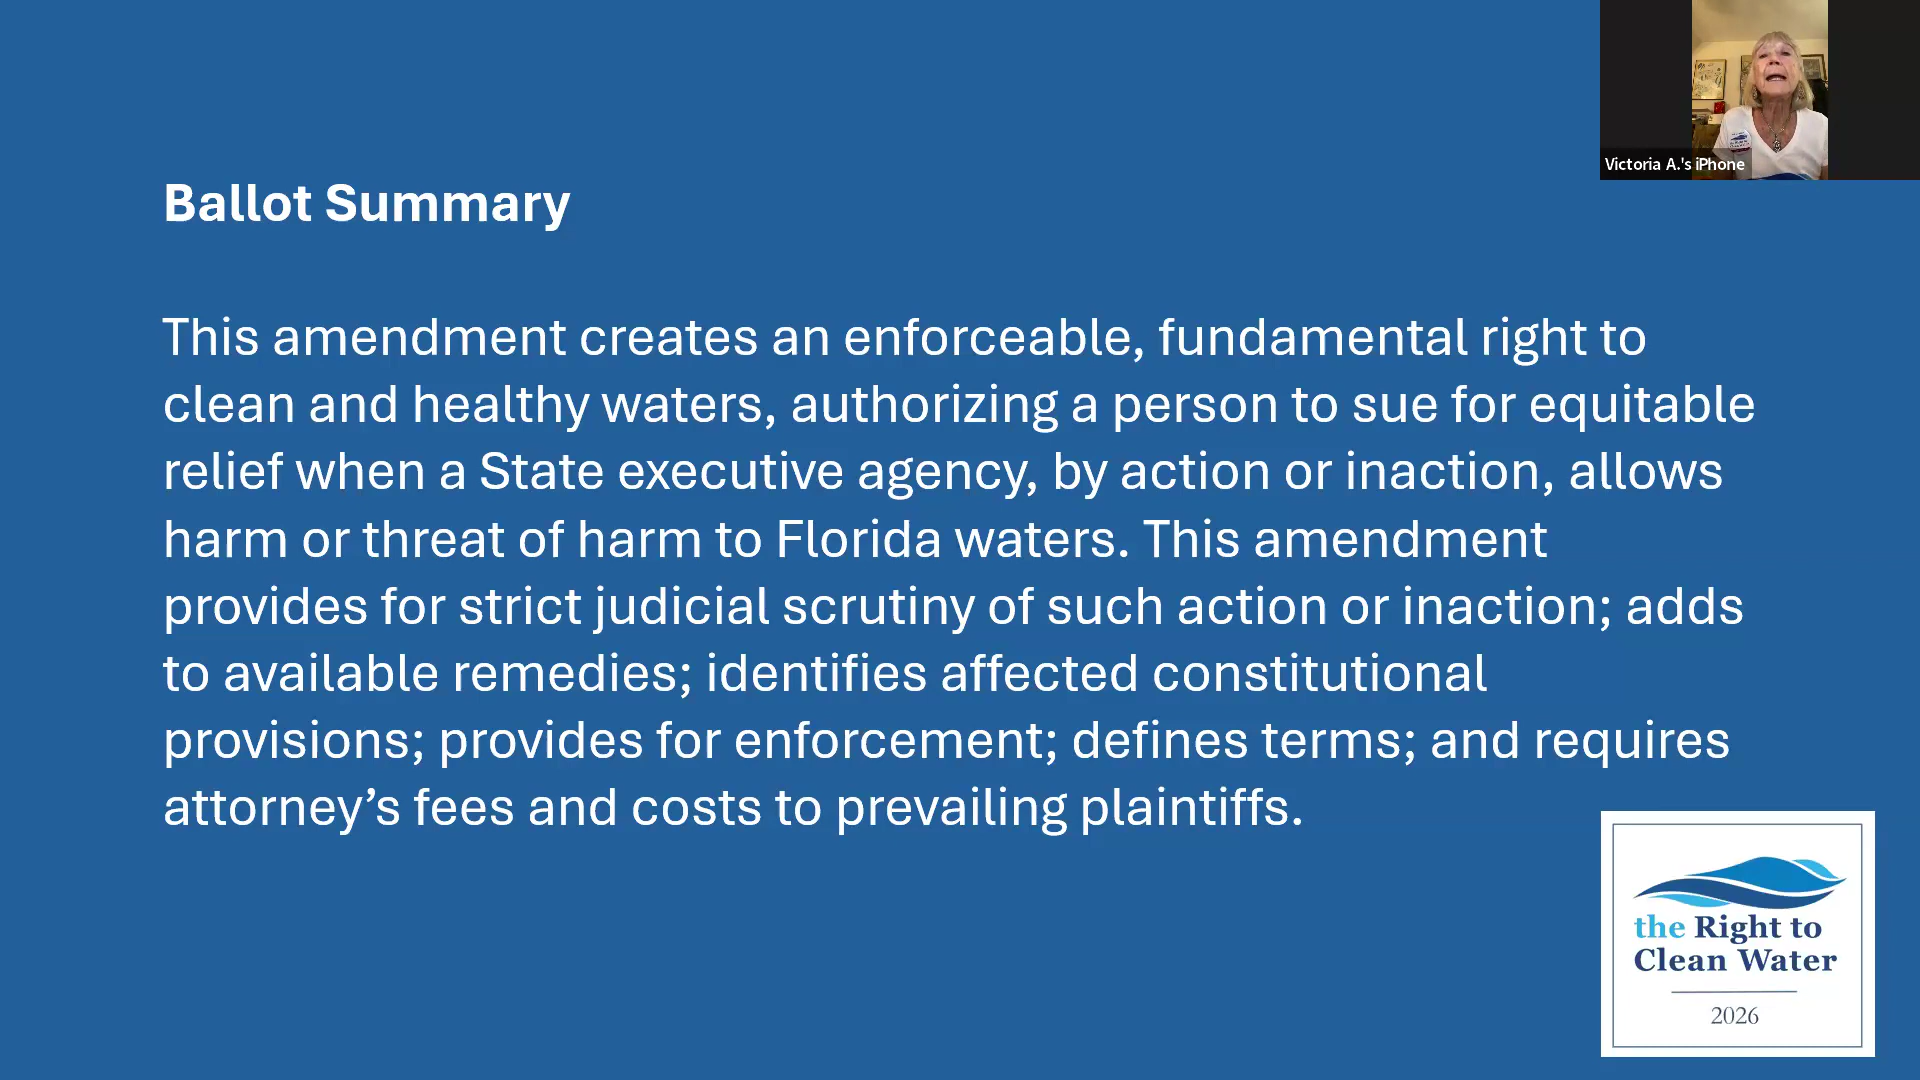 Victoria A.'s iPhone
Ballot Summary
This amendment creates an enforceable, fundamental right to
clean and healthy waters, authorizing a person to sue for equitable
relief when a State executive agency, by action or inaction, allows
harm or threat of harm to Florida waters. This amendment
provides for strict judicial scrutiny of such action or inaction; adds
to available remedies; identifies affected constitutional
provisions; provides for enforcement; defines terms; and requires
attorney’s fees and costs to prevailing plaintiffs.
the Right to
Clean Water
2026